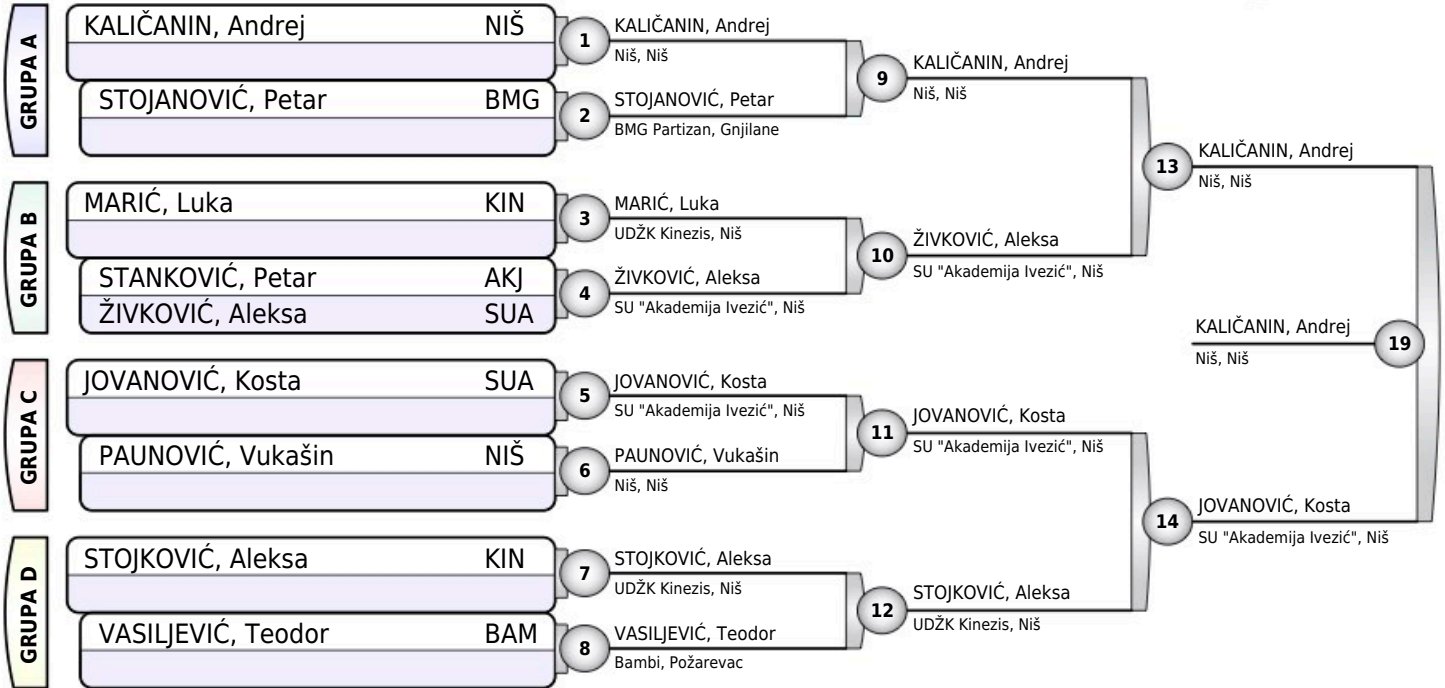 GRUPA A
KALIČANIN, Andrej NIŠ
STOJANOVIĆ, Petar BMG
GRUPA B
MARIĆ, Luka KIN
STANKOVIĆ, Petar AKJ
ŽIVKOVIĆ, Aleksa SUA
GRUPA C
JOVANOVIĆ, Kosta SUA
PAUNOVIĆ, Vukašin NIŠ
GRUPA D
STOJKOVIĆ, Aleksa KIN
VASILJEVIĆ, Teodor BAM
1
KALIČANIN, Andrej
Niš, Niš
2
STOJANOVIĆ, Petar
BMG Partizan, Gnjilane
3
MARIĆ, Luka
UDŽK Kinezis, Niš
4
ŽIVKOVIĆ, Aleksa
SU "Akademija Ivezić", Niš
5
JOVANOVIĆ, Kosta
SU "Akademija Ivezić", Niš
6
PAUNOVIĆ, Vukašin
Niš, Niš
7
STOJKOVIĆ, Aleksa
UDŽK Kinezis, Niš
8
VASILJEVIĆ, Teodor
Bambi, Požarevac
9
KALIČANIN, Andrej
Niš, Niš
10
ŽIVKOVIĆ, Aleksa
SU "Akademija Ivezić", Niš
11
JOVANOVIĆ, Kosta
SU "Akademija Ivezić", Niš
12
STOJKOVIĆ, Aleksa
UDŽK Kinezis, Niš
13
KALIČANIN, Andrej
Niš, Niš
14
JOVANOVIĆ, Kosta
SU "Akademija Ivezić", Niš
KALIČANIN, Andrej
Niš, Niš
19